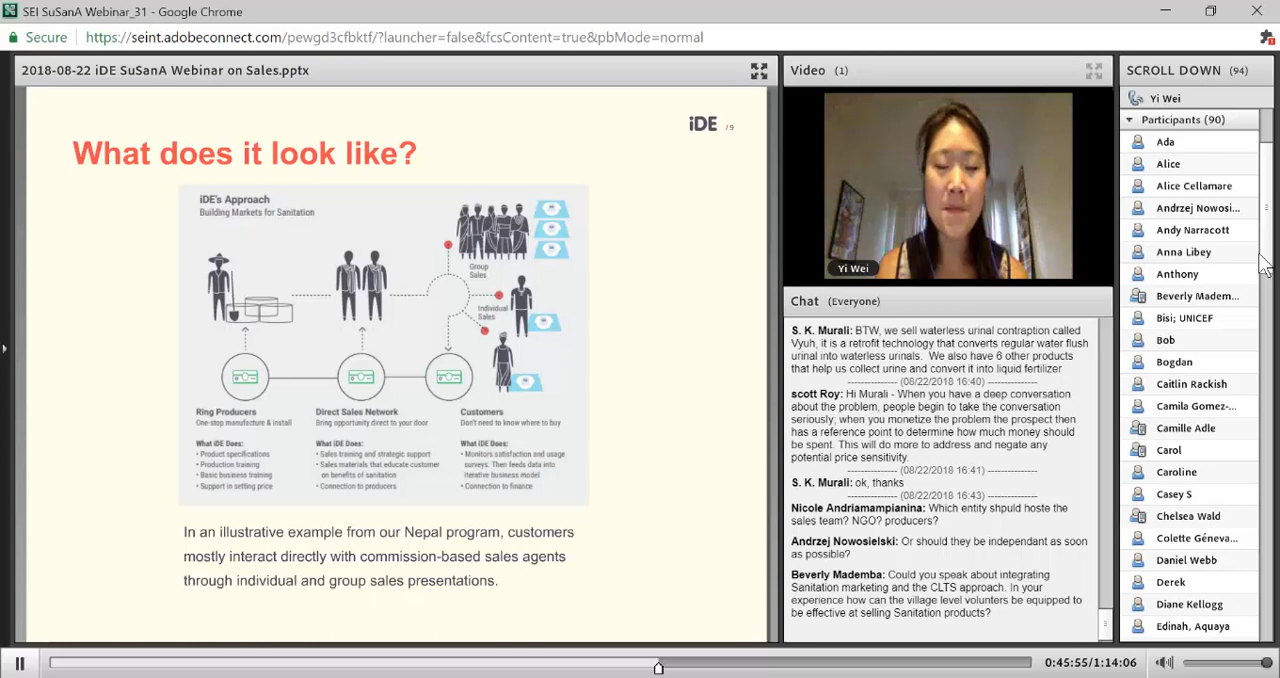 SEI SuSanA Webinar_31 - Google Chrome
Secure
https://seint.adobeconnect.com/pewgd3cfbktf/?launcher=false&fcsContent=true&pbMode=normal
2018-08-22 iDE SuSanA Webinar on Sales.pptx
iDE / 9
What does it look like?
iDE's Approach
Building Markets for Sanitation
Group
Sales
Individual
Sales
Ring Producers
One-stop manufacture & install
What iDE Does:
• Product specifications
• Production training
• Basic business training
• Support in setting price
Direct Sales Network
Bring opportunity direct to your door
What iDE Does:
• Sales training and strategic support
• Sales materials that educate customer
on benefits of sanitation
• Connection to producers
Customers
Don't need to know where to buy
What iDE Does:
• Monitors satisfaction and usage
surveys. Then feeds data into
iterative business model
• Connection to finance
In an illustrative example from our Nepal program, customers
mostly interact directly with commission-based sales agents
through individual and group sales presentations.
Video (1)
Yi Wei
Chat (Everyone)
S. K. Murali: BTW, we sell waterless urinal contraption called
Vyuh, it is a retrofit technology that converts regular water flush
urinal into waterless urinals. We also have 6 other products
that help us collect urine and convert it into liquid fertilizer
--------------- (08/22/2018 16:40) ---------------
scott Roy: Hi Murali - When you have a deep conversation
about the problem, people begin to take the conversation
seriously; when you monetize the problem the prospect then
has a reference point to determine how much money should
be spent. This will do more to address and negate any
potential price sensitivity.
--------------- (08/22/2018 16:41) ---------------
S. K. Murali: ok, thanks
--------------- (08/22/2018 16:43) ---------------
Nicole Andriamampianina: Which entity shpuld hoste the
sales team? NGO? producers?
Andrzej Nowosielski: Or should they be independant as soon
as possible?
Beverly Mademba: Could you speak about integrating
Sanitation marketing and the CLTS approach. In your
experience how can the village level volunters be equipped to
be effective at selling Sanitation products?
SCROLL DOWN (94)
Yi Wei
Participants (90)
Ada
Alice
Alice Cellamare
Andrzej Nowosi...
Andy Narracott
Anna Libey
Anthony
Beverly Madem...
Bisi; UNICEF
Bob
Bogdan
Caitlin Rackish
Camila Gomez-...
Camille Adle
Carol
Caroline
Casey S
Chelsea Wald
Colette Géneva...
Daniel Webb
Derek
Diane Kellogg
Edinah, Aquaya
0:45:55/1:14:06